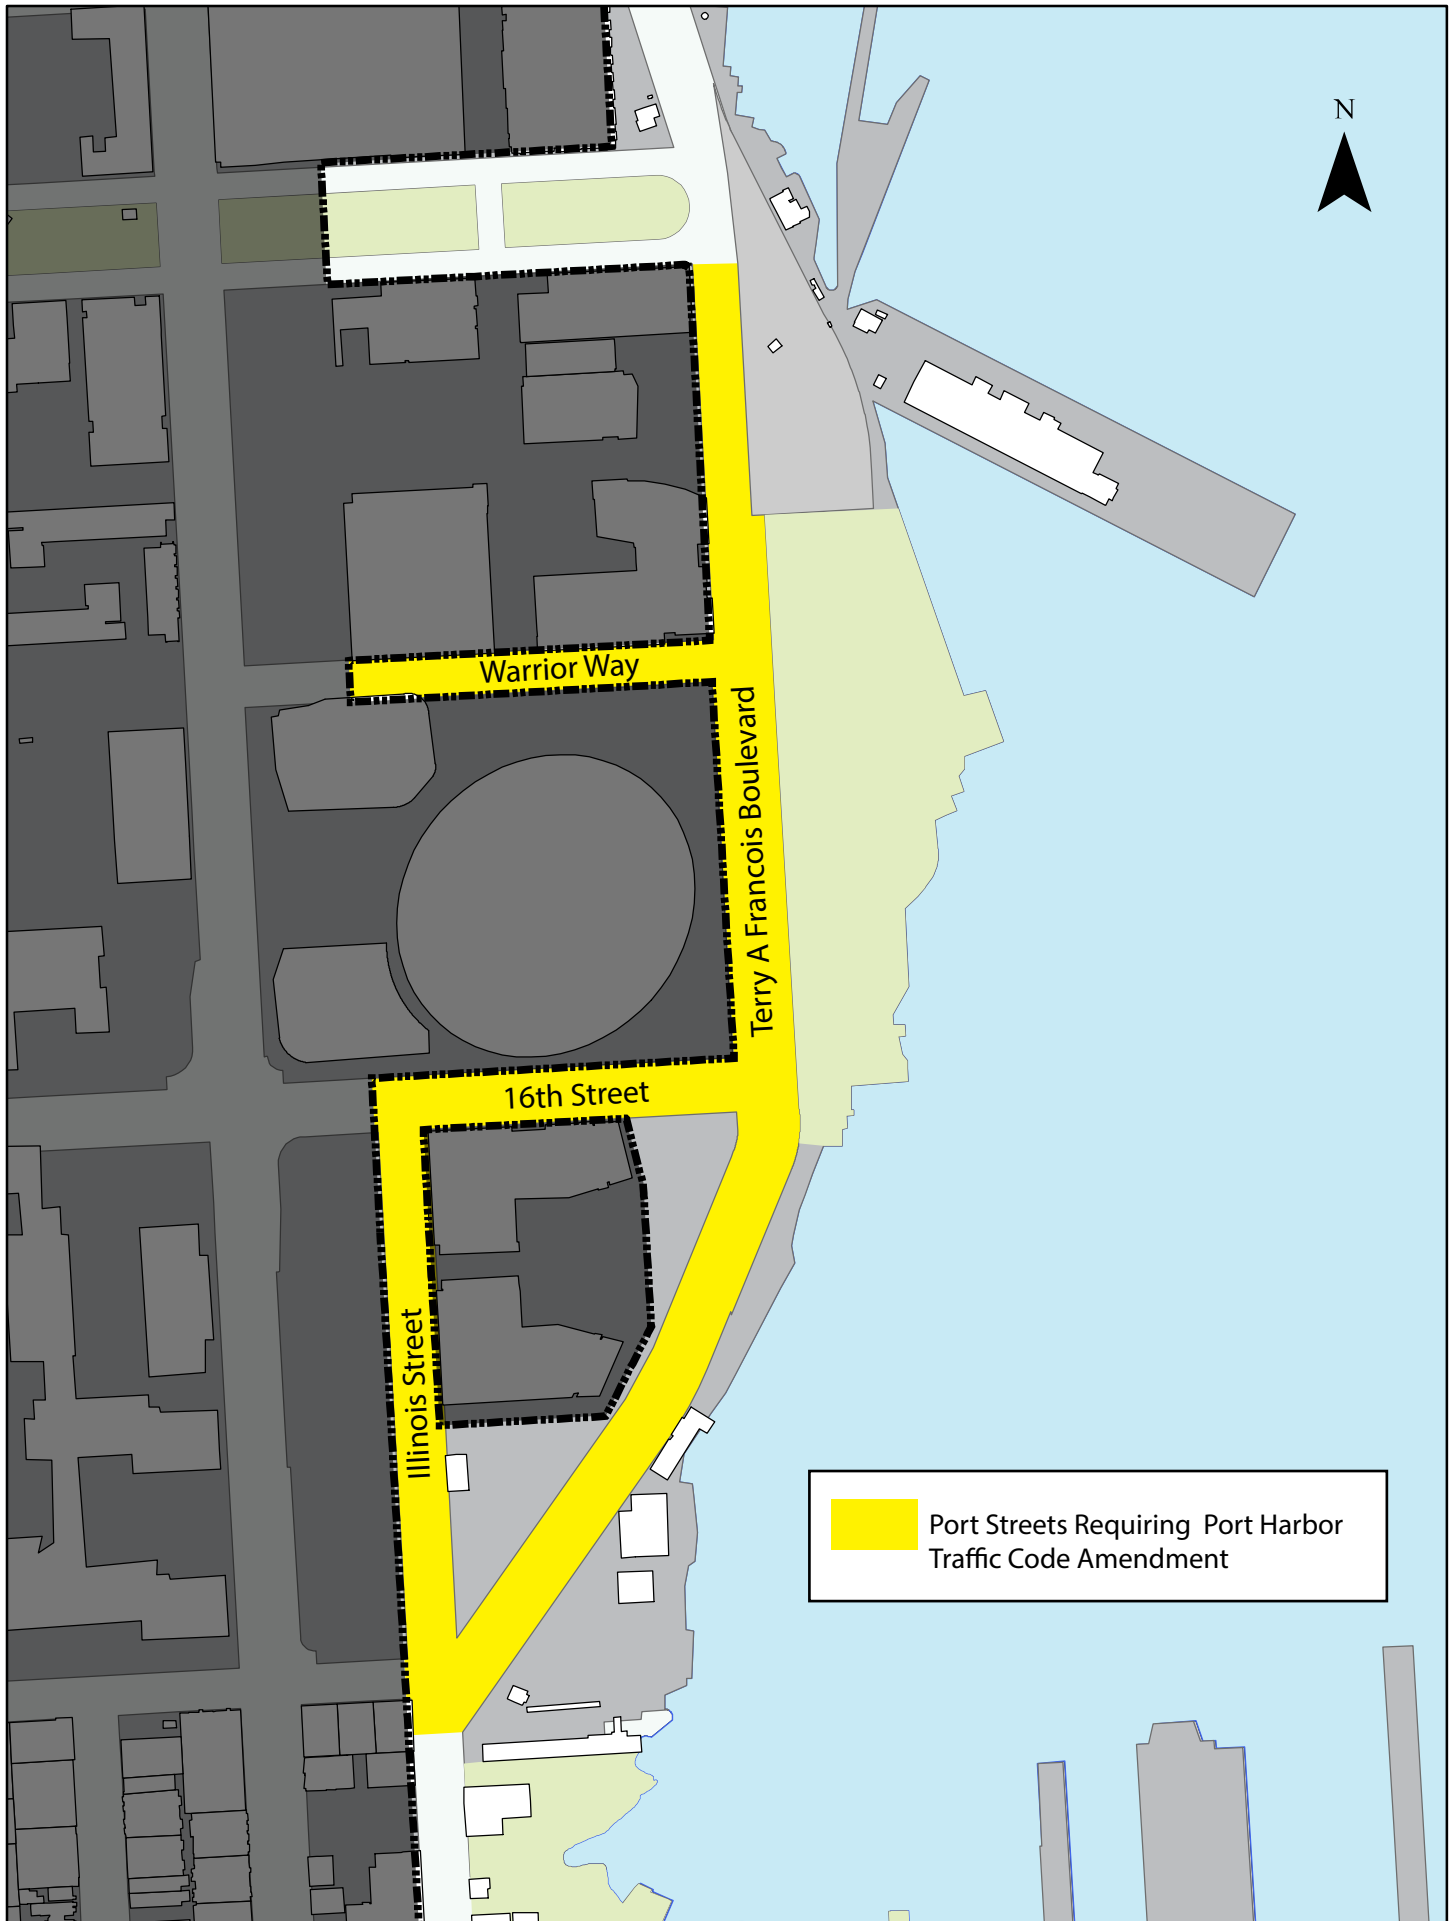 N
Warrior Way
Terry A Francois Boulevard
16th Street
Illinois Street
Port Streets Requiring Port Harbor
Traffic Code Amendment